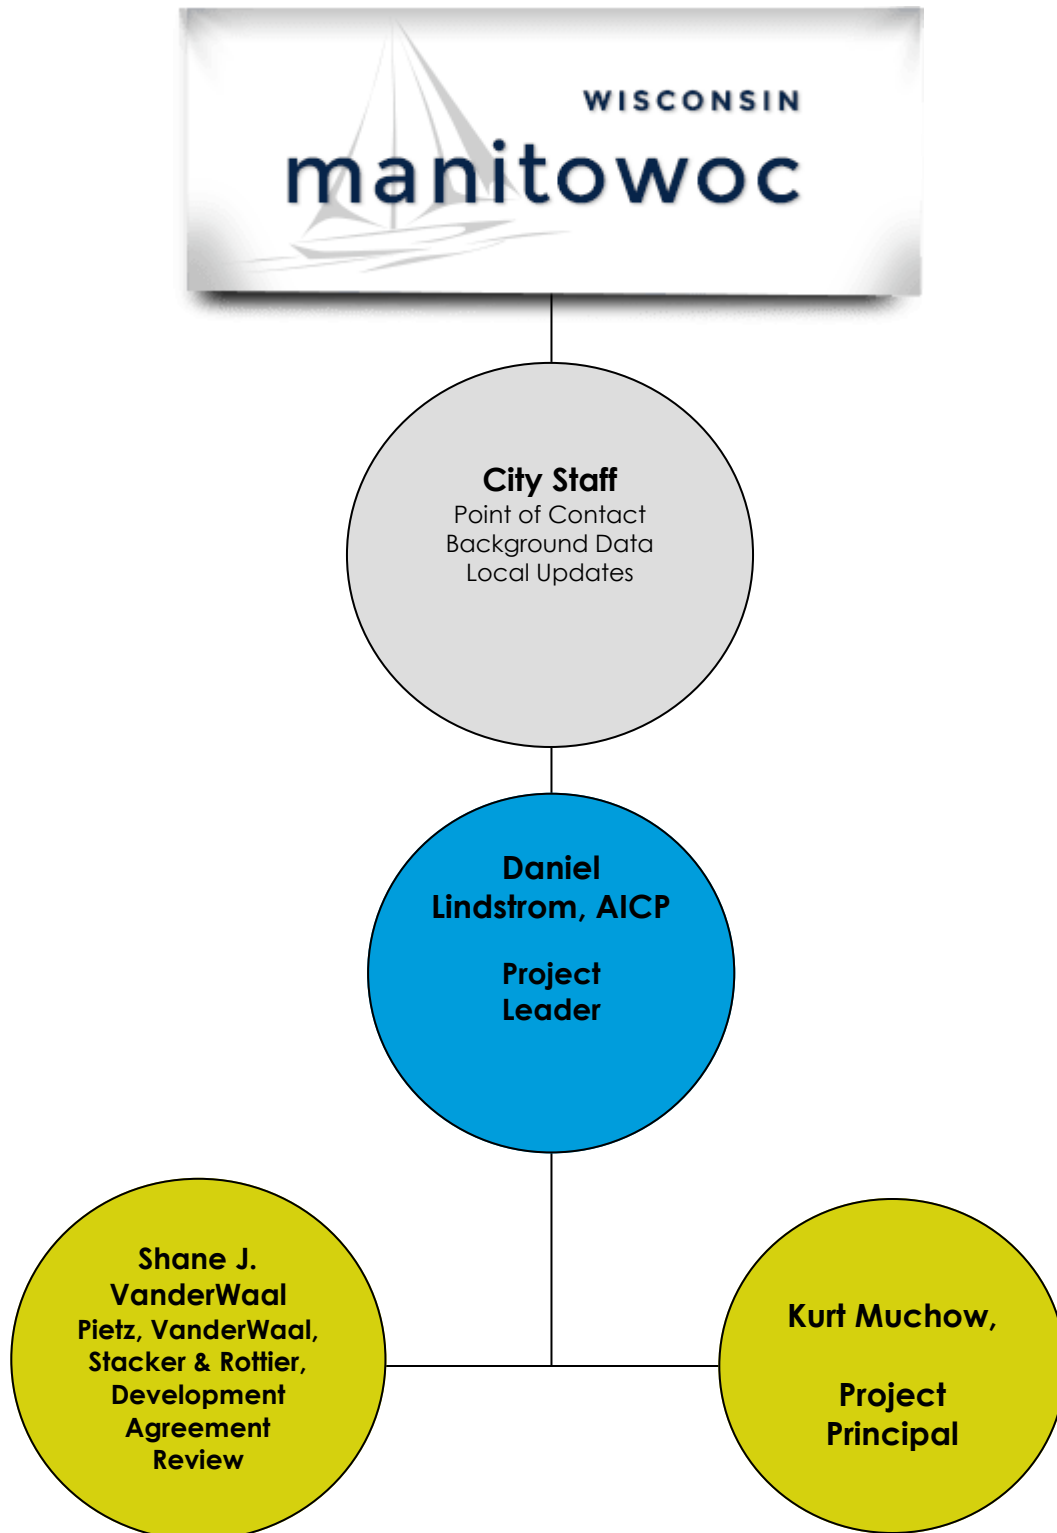 WISCONSIN
manitowoc
City Staff
Point of Contact
Background Data
Local Updates
Daniel
Lindstrom, AICP
Project
Leader
Shane J.
VanderWaal
Pietz, VanderWaal,
Stacker & Rottier,
Development
Agreement
Review
Kurt Muchow,
Project
Principal